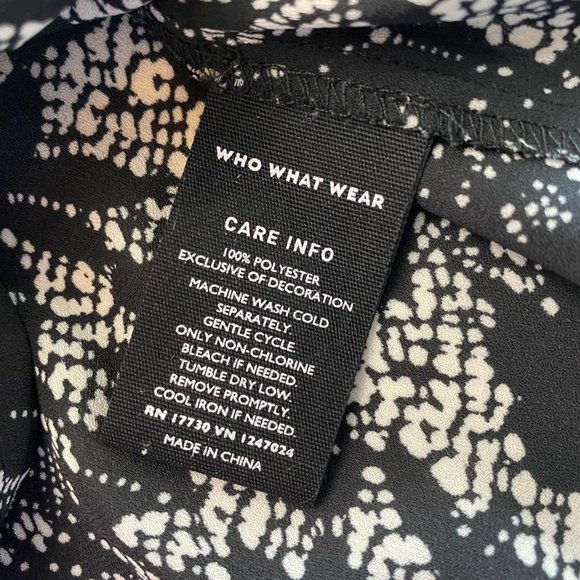 WHO WHAT WEAR
CARE INFO
100% POLYESTER
EXCLUSIVE OF DECORATION
MACHINE WASH COLD
SEPARATELY.
GENTLE CYCLE.
ONLY NON-CHLORINE
BLEACH IF NEEDED.
TUMBLE DRY LOW.
REMOVE PROMPTLY.
COOL IRON IF NEEDED.
RN 17730 VN 1247024
MADE IN CHINA